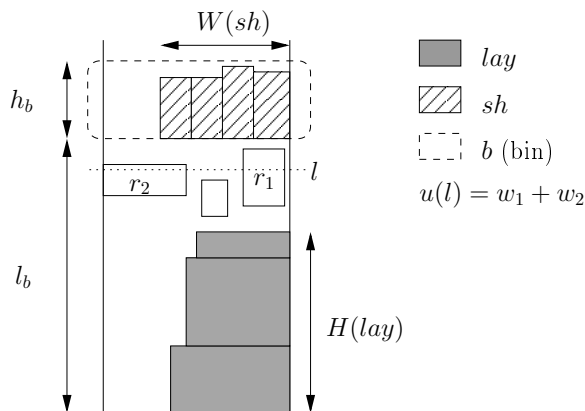 W(sh)
h_b
l_b
r_2
r_1
l
H(lay)
lay
sh
b (bin)
u(l) = w_1 + w_2